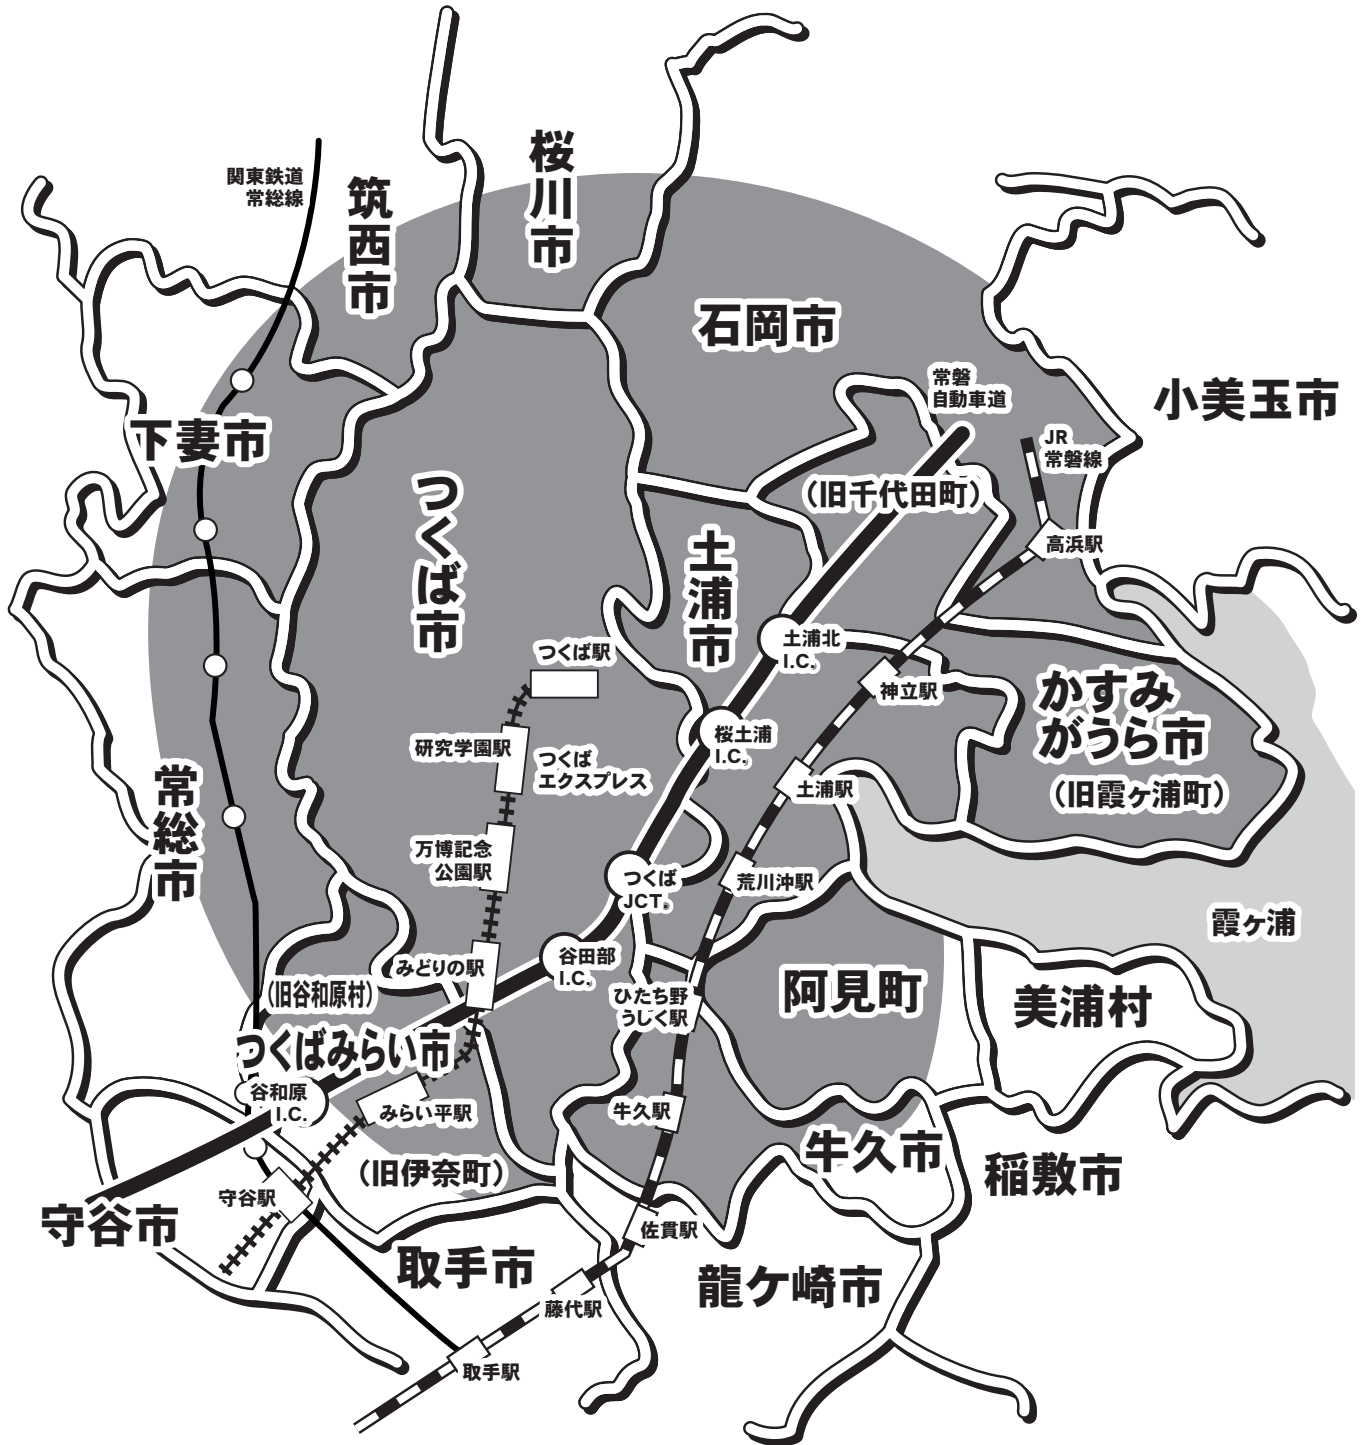 桜川市
関東鉄道
常総線
筑西市
石岡市
常磐
自動車道
小美玉市
下妻市
JR
常磐線
つくば市
(旧千代田町)
土浦市
高浜駅
つくば駅
土浦北
I.C.
神立駅
かすみ
がうら市
(旧霞ヶ浦町)
研究学園駅
つくば
エクスプレス
桜土浦
I.C.
土浦駅
常総市
万博記念
公園駅
つくば
JCT.
荒川沖駅
霞ヶ浦
みどりの駅
谷田部
I.C.
(旧谷和原村)
ひたち野
うしく駅
阿見町
美浦村
つくばみらい市
谷和原
I.C.
みらい平駅
牛久駅
牛久市
稲敷市
(旧伊奈町)
守谷駅
守谷市
佐貫駅
取手市
龍ケ崎市
藤代駅
取手駅